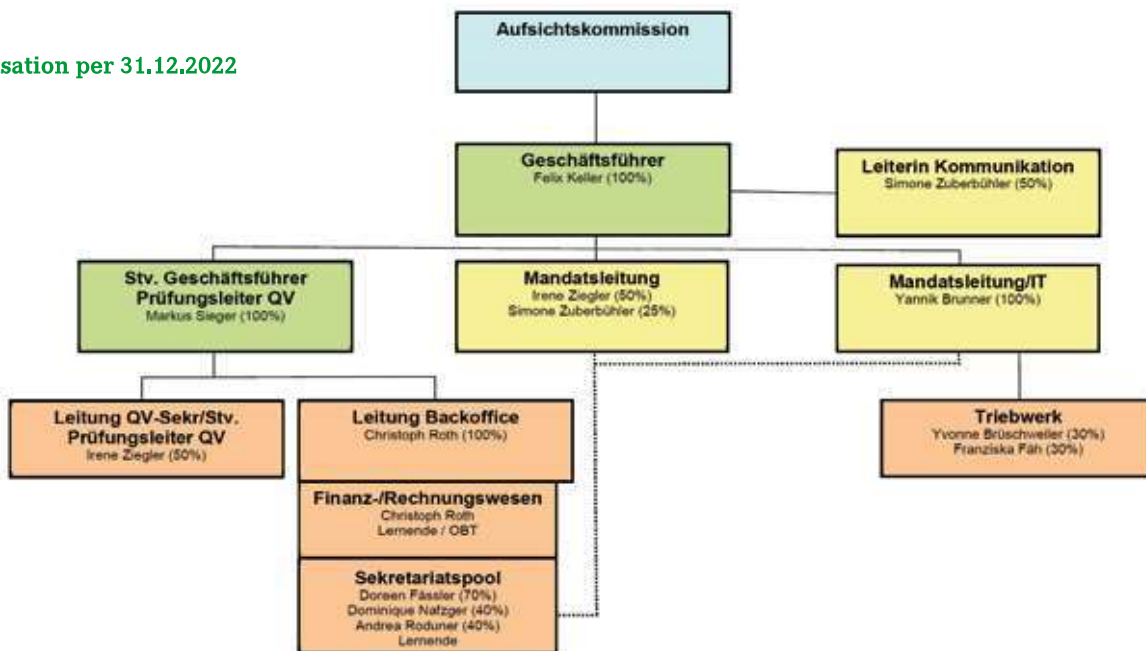 Aufsichtskommission
sation per 31.12.2022
Geschäftsführer
Felix Keller (100%)
Leiterin Kommunikation
Simone Zuberbühler (50%)
Stv. Geschäftsführer
Prüfungsleiter QV
Markus Sieger (100%)
Mandatsleitung
Irene Ziegler (50%)
Simone Zuberbühler (25%)
Mandatsleitung/IT
Yannik Brunner (100%)
Leitung QV-Sekr/Stv.
Prüfungsleiter QV
Irene Ziegler (50%)
Leitung Backoffice
Christoph Roth (100%)
Triebwerk
Yvonne Brüschweiler (30%)
Franziska Fäh (30%)
Finanz-/Rechnungswesen
Christoph Roth
Lernende / OBT
Sekretariatspool
Doreen Fässler (70%)
Dominique Nafzger (40%)
Andrea Roduner (40%)
Lernende